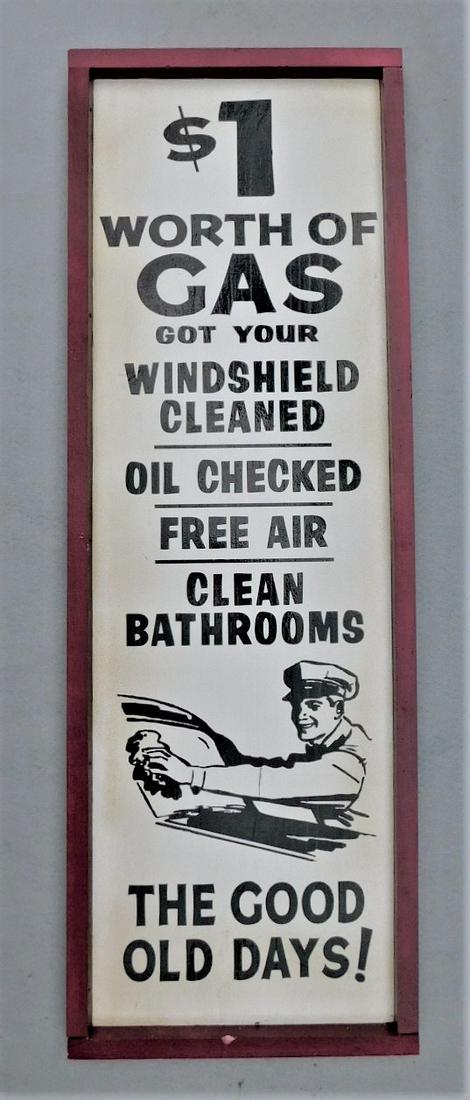 $1
WORTH OF
GAS
GOT YOUR
WINDSHIELD
CLEANED
OIL CHECKED
FREE AIR
CLEAN
BATHROOMS
THE GOOD
OLD DAYS!